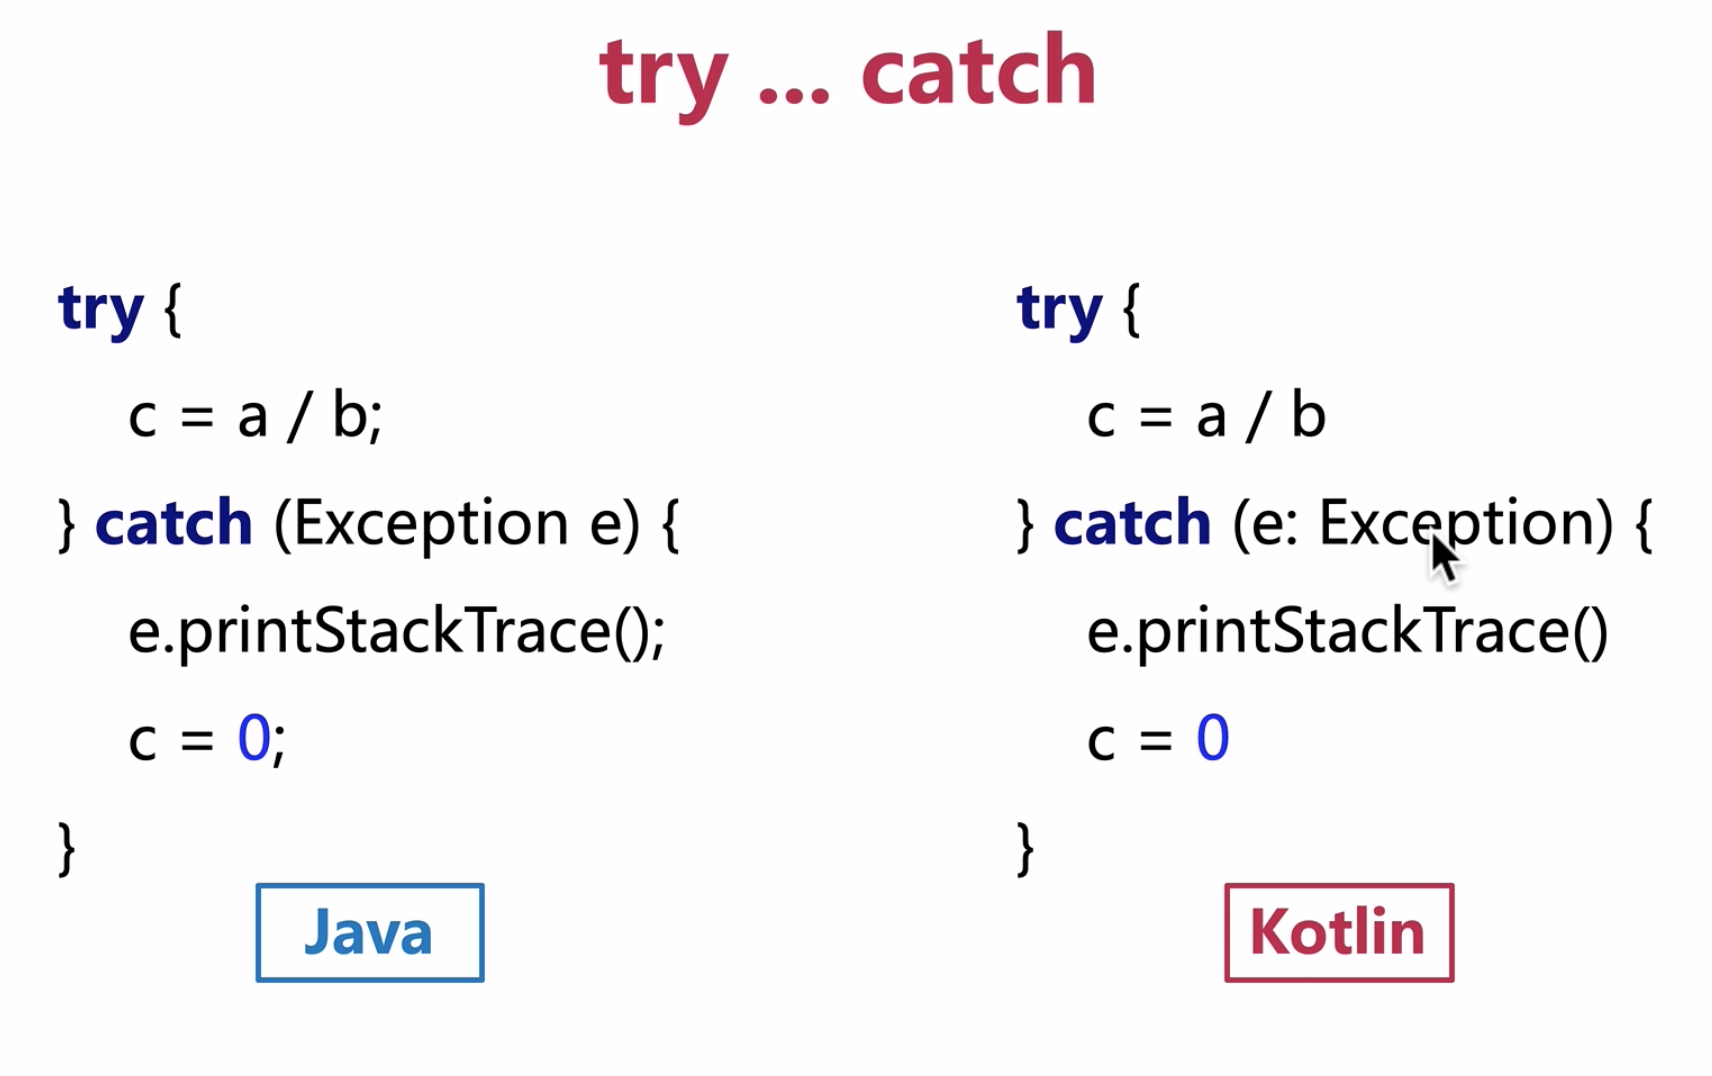 try ... catch
try {
c = a / b;
} catch (Exception e) {
e.printStackTrace();
c = 0;
}
Java
try {
c = a / b
} catch (e: Exception) {
e.printStackTrace()
c = 0
}
Kotlin